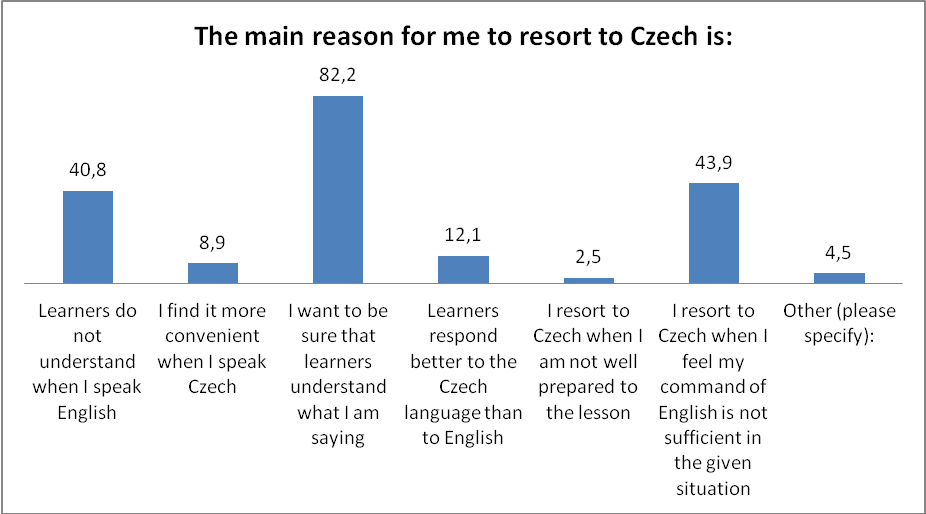 The main reason for me to resort to Czech is:
82,2
40,8
8,9
12,1
2,5
43,9
4,5
Learners do
not
understand
when I speak
English
I find it more
convenient
when I speak
Czech
I want to be
sure that
learners
understand
what I am
saying
Learners
respond
better to the
Czech
language than
to English
I resort to
Czech when I
am not well
prepared to
the lesson
I resort to
Czech when I
feel my
command of
English is not
sufficient in
the given
situation
Other (please
specify):